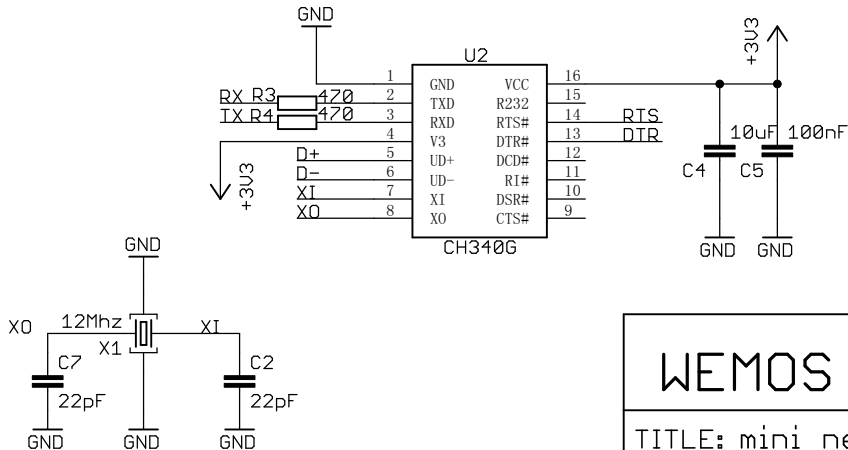 GND
+3V3
U2
1 GND VCC 16
RX R3 470 2 TXD R232 15
TX R4 470 3 RXD RTS# 14 RTS
4 V3 DTR# 13 DTR
D+ 5 UD+ DCD# 12
D- 6 UD- RI# 11
XI 7 XI DSR# 10
XO 8 XO CTS# 9
+3V3
CH340G
10uF 100nF
C4 C5
GND GND
GND
XO 12Mhz XI
X1
C7 C2
22pF 22pF
GND GND GND
WEMOS
TITLE: mini ne